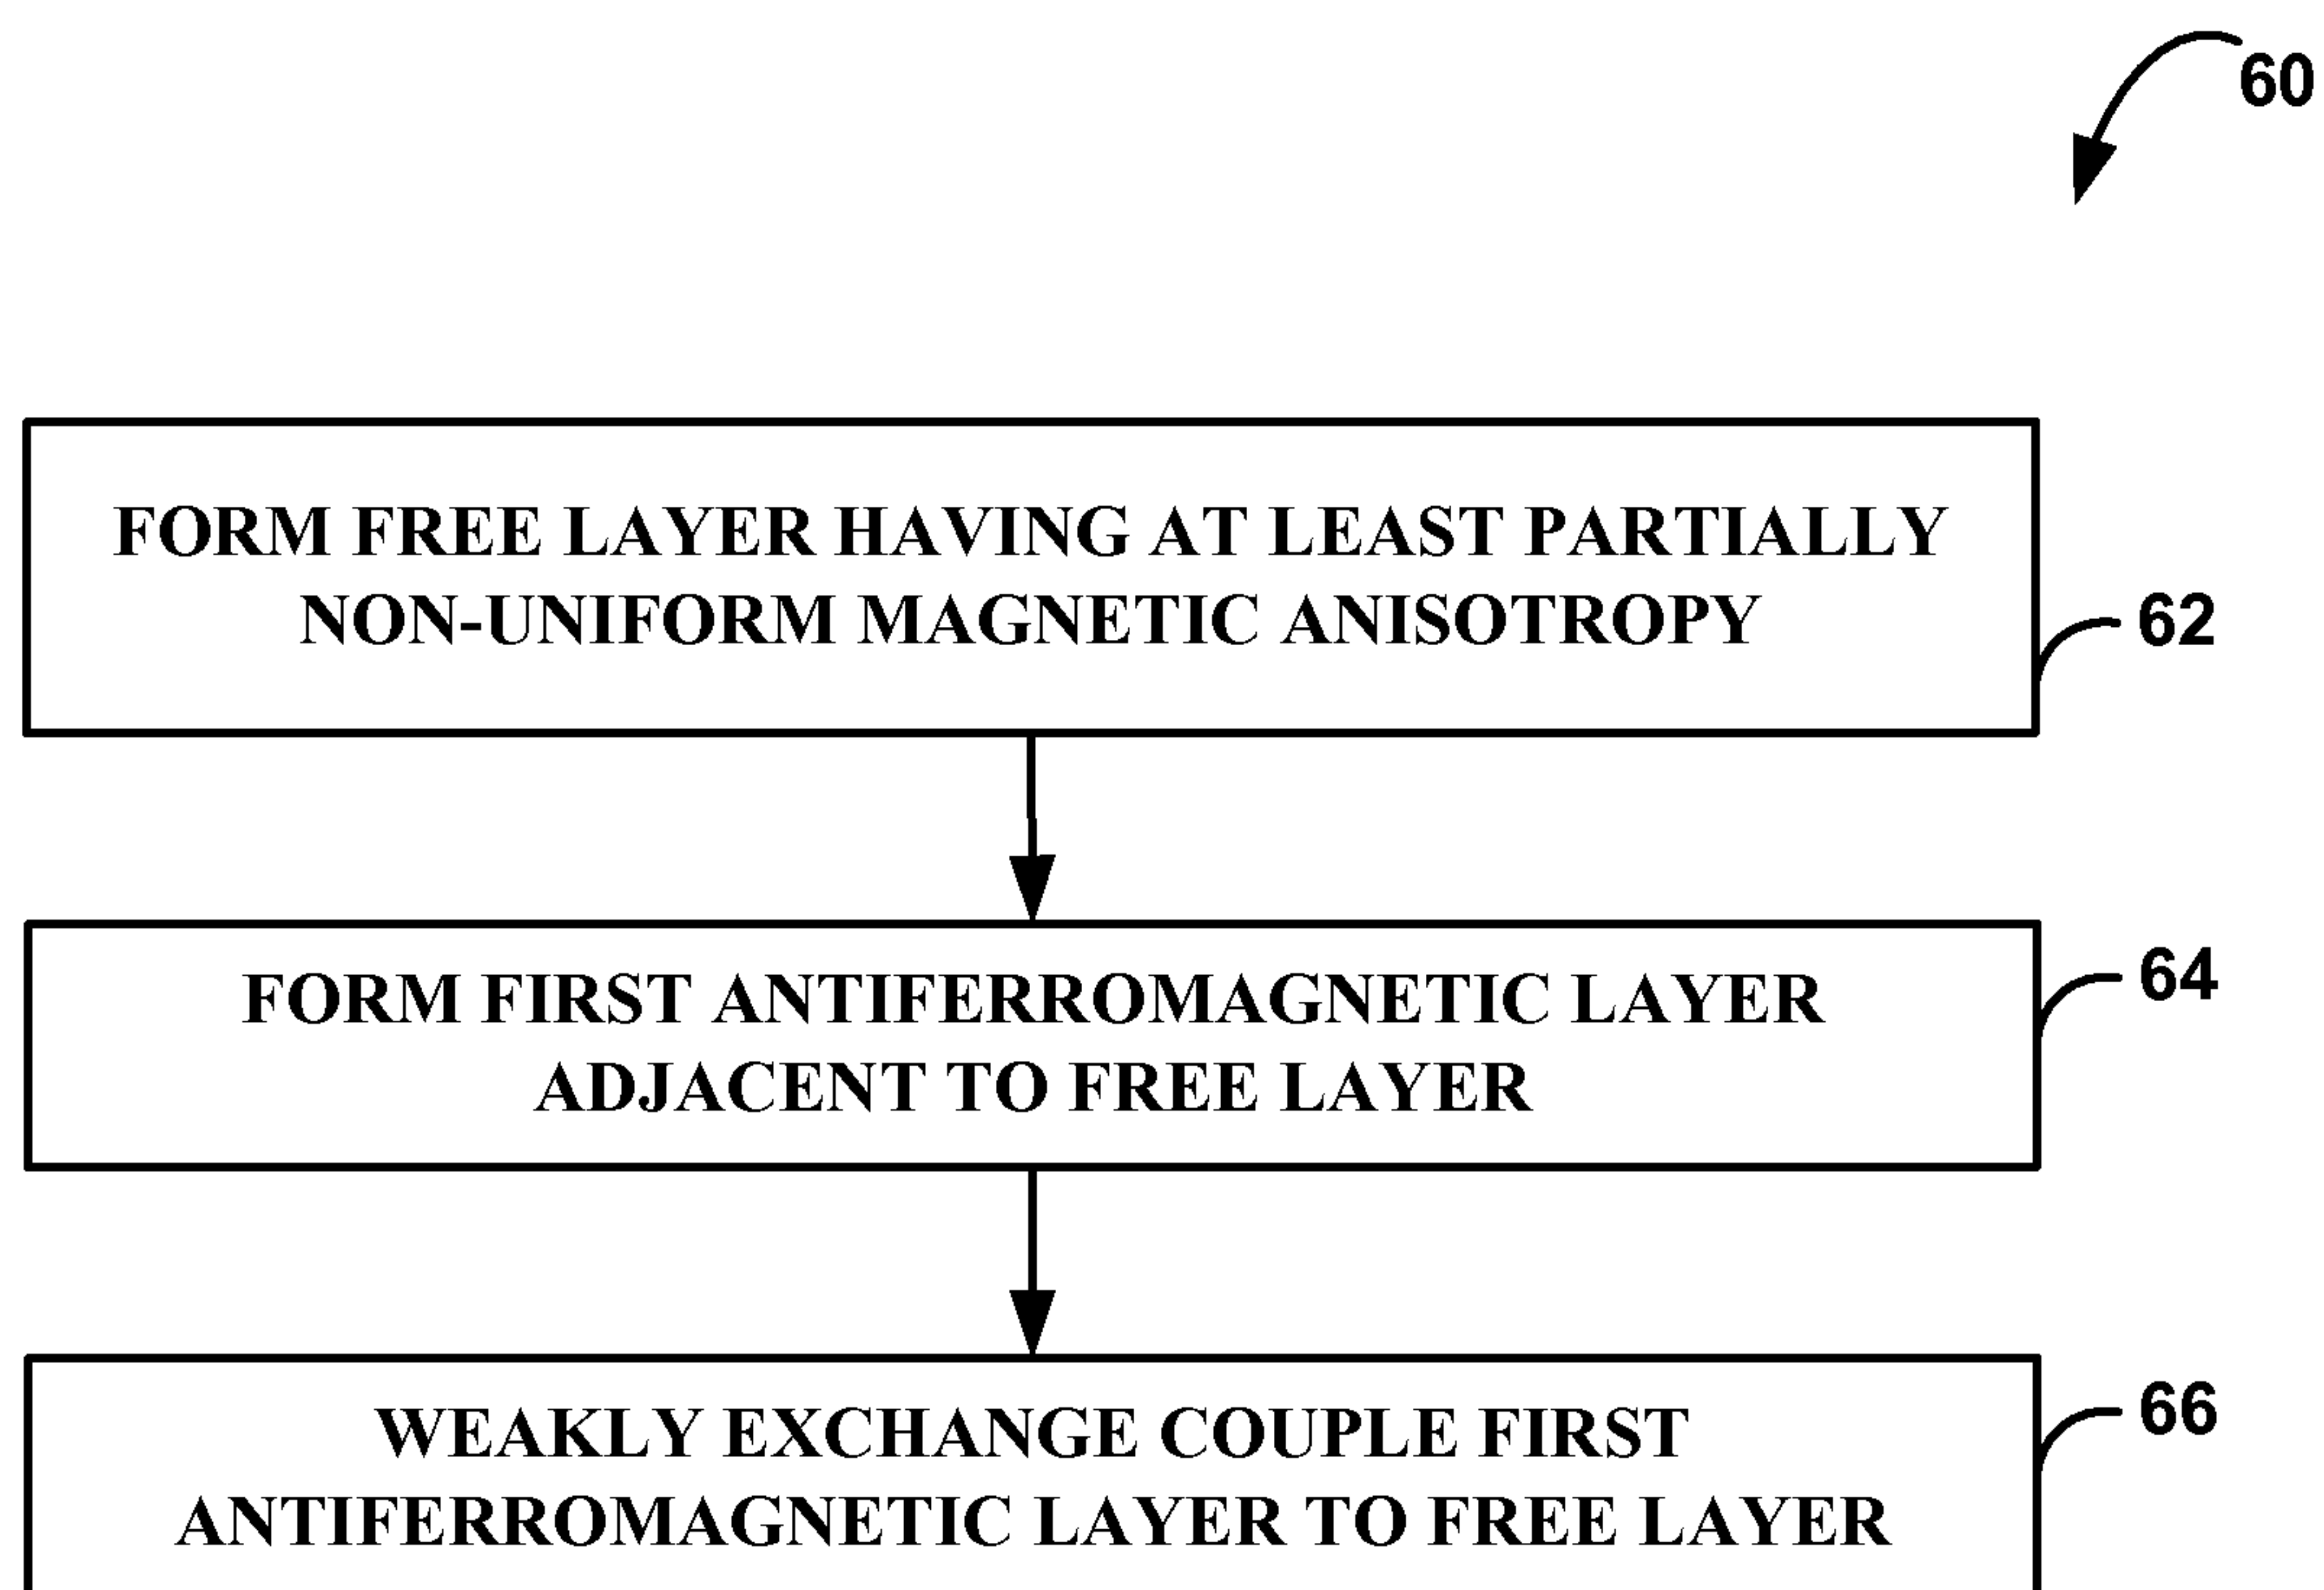 60
FORM FREE LAYER HAVING AT LEAST PARTIALLY
NON-UNIFORM MAGNETIC ANISOTROPY
62
FORM FIRST ANTIFERROMAGNETIC LAYER
ADJACENT TO FREE LAYER
64
WEAKLY EXCHANGE COUPLE FIRST
ANTIFERROMAGNETIC LAYER TO FREE LAYER
66